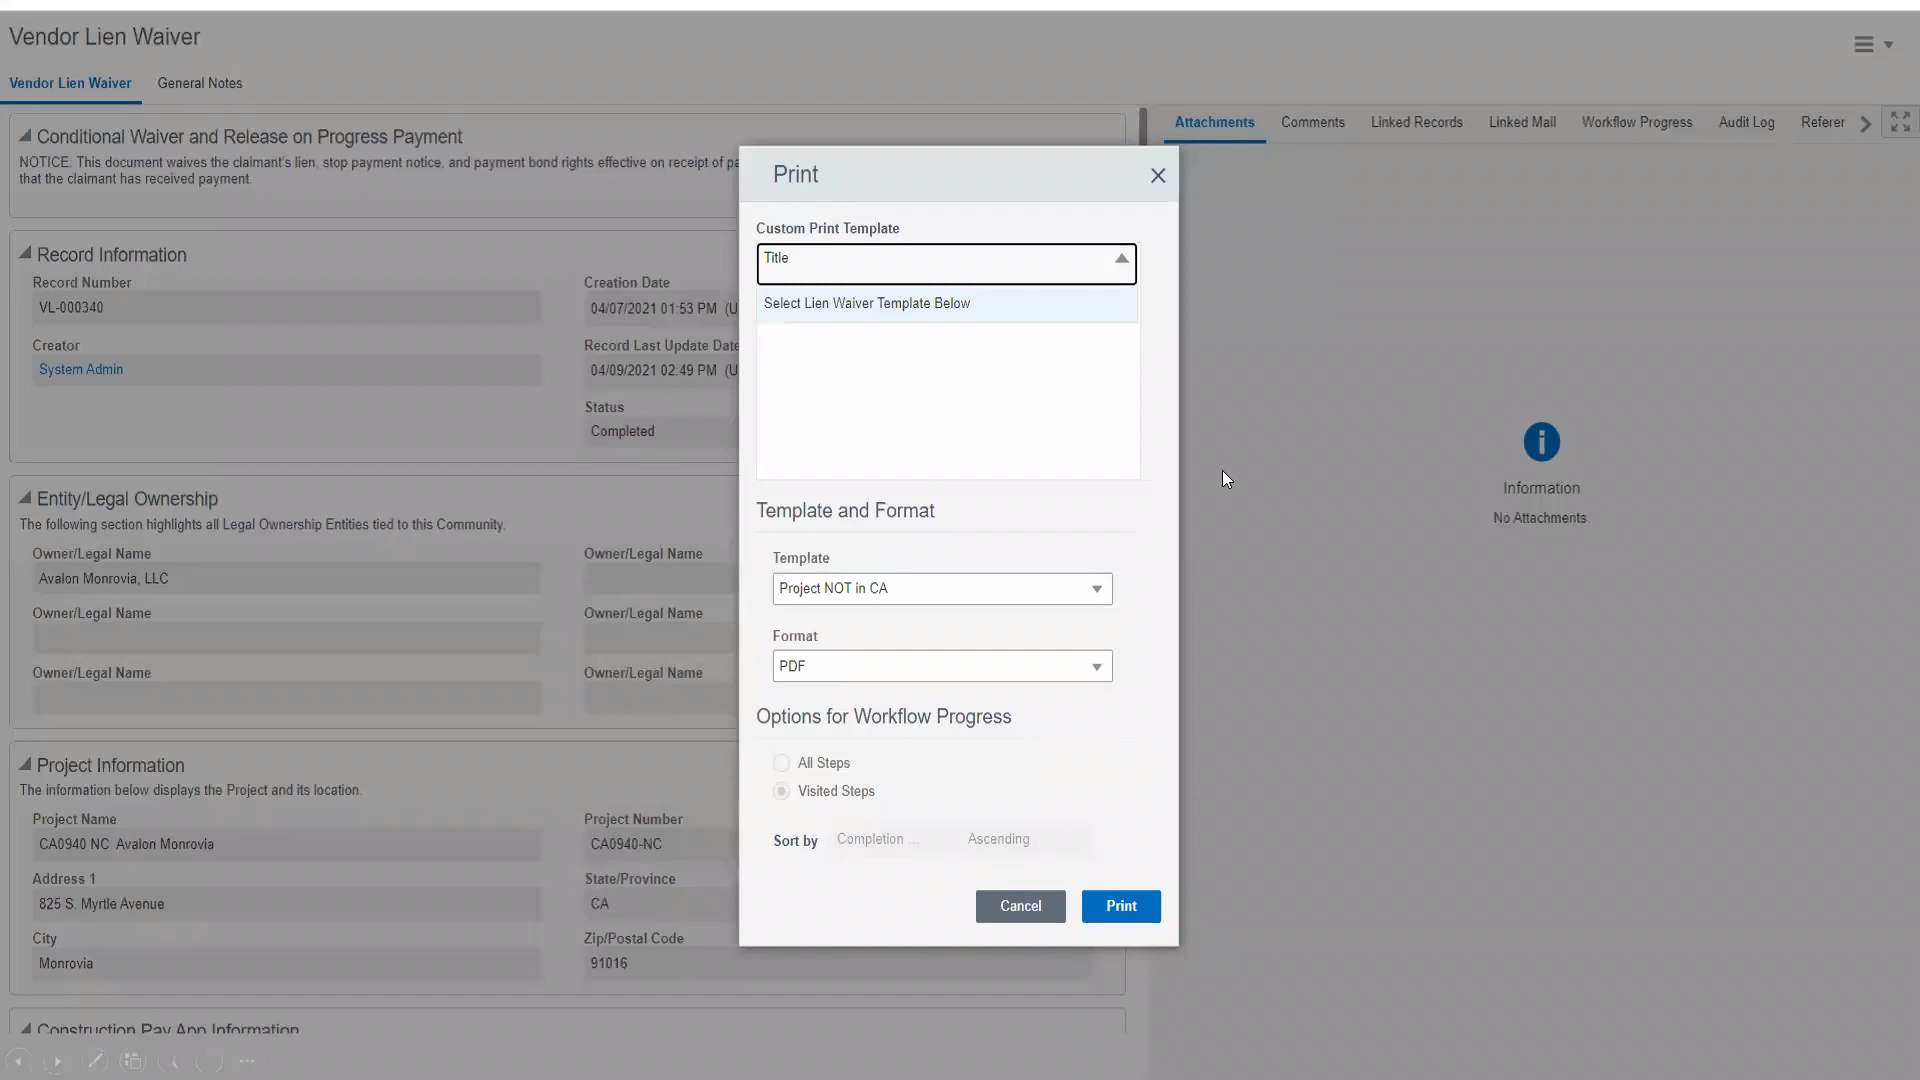 Vendor Lien Waiver
Vendor Lien Waiver
General Notes
Conditional Waiver and Release on Progress Payment
NOTICE: This document waives the claimant's lien, stop payment notice, and payment bond rights effective on receipt of
that the claimant has received payment.
Record Information
Record Number
VL-000340
Creation Date
04/07/2021 01:53 PM
Creator
System Admin
Record Last Update Date
04/09/2021 02:49 PM
Status
Completed
Entity/Legal Ownership
The following section highlights all Legal Ownership Entities tied to this Community.
Owner/Legal Name
Avalon Monrovia, LLC
Owner/Legal Name
Owner/Legal Name
Owner/Legal Name
Owner/Legal Name
Owner/Legal Name
Project Information
The information below displays the Project and its location.
Project Name
CA0940 NC Avalon Monrovia
Project Number
CA0940-NC
Address 1
825 S. Myrtle Avenue
State/Province
CA
City
Monrovia
Zip/Postal Code
91016
Construction Pay App Information
Print
Custom Print Template
Title
Select Lien Waiver Template Below
Template and Format
Template
Project NOT in CA
Format
PDF
Options for Workflow Progress
All Steps
Visited Steps
Sort by
Completion ...
Ascending
Cancel
Print
Attachments
Comments
Linked Records
Linked Mail
Workflow Progress
Audit Log
Referer
Information
No Attachments